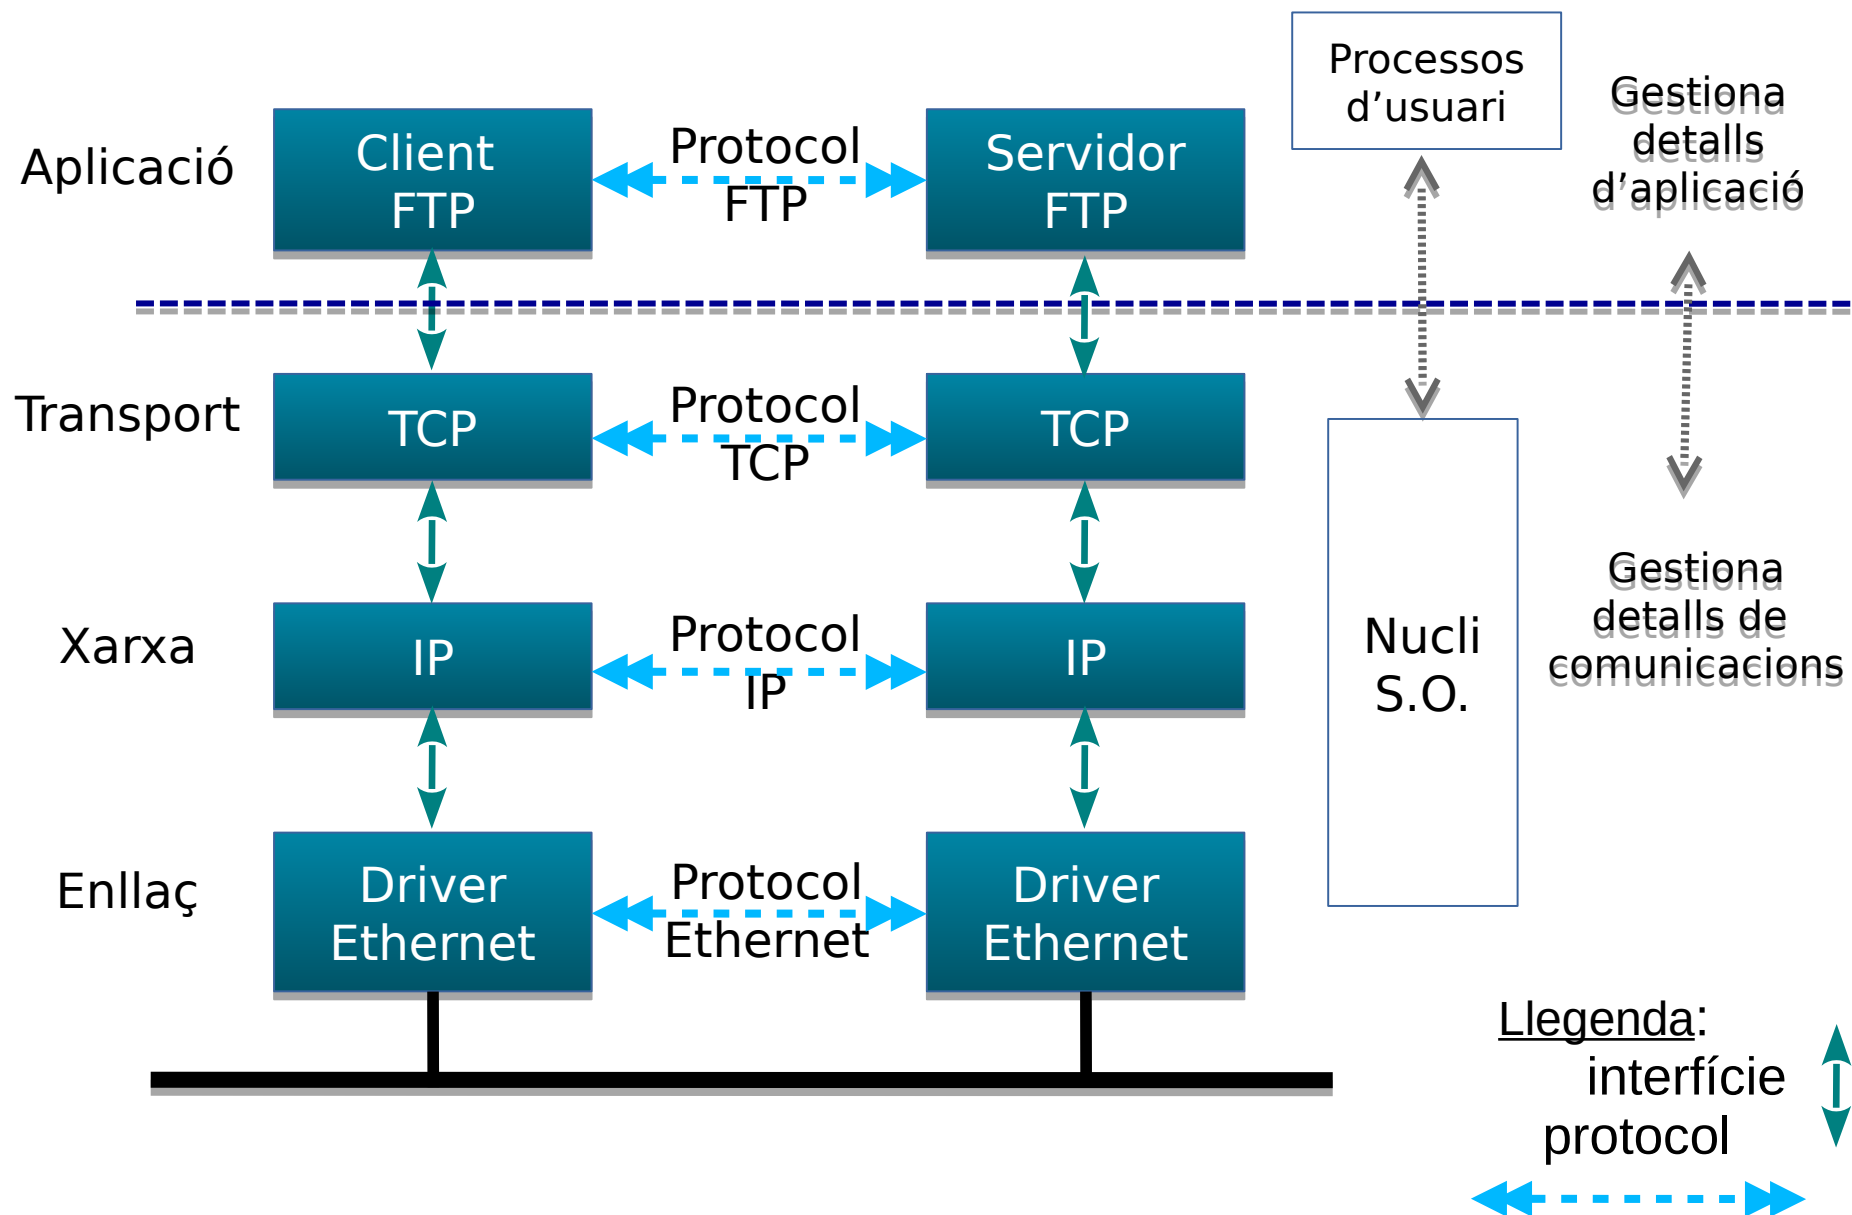 Processos
d’usuari
Gestiona
detalls
d’aplicació
Aplicació
Client
FTP
Protocol
FTP
Servidor
FTP
Transport
TCP
Protocol
TCP
TCP
Xarxa
IP
Protocol
IP
IP
Nucli
S.O.
Gestiona
detalls de
comunicacions
Enllaç
Driver
Ethernet
Protocol
Ethernet
Driver
Ethernet
Llegenda:
interfície
protocol